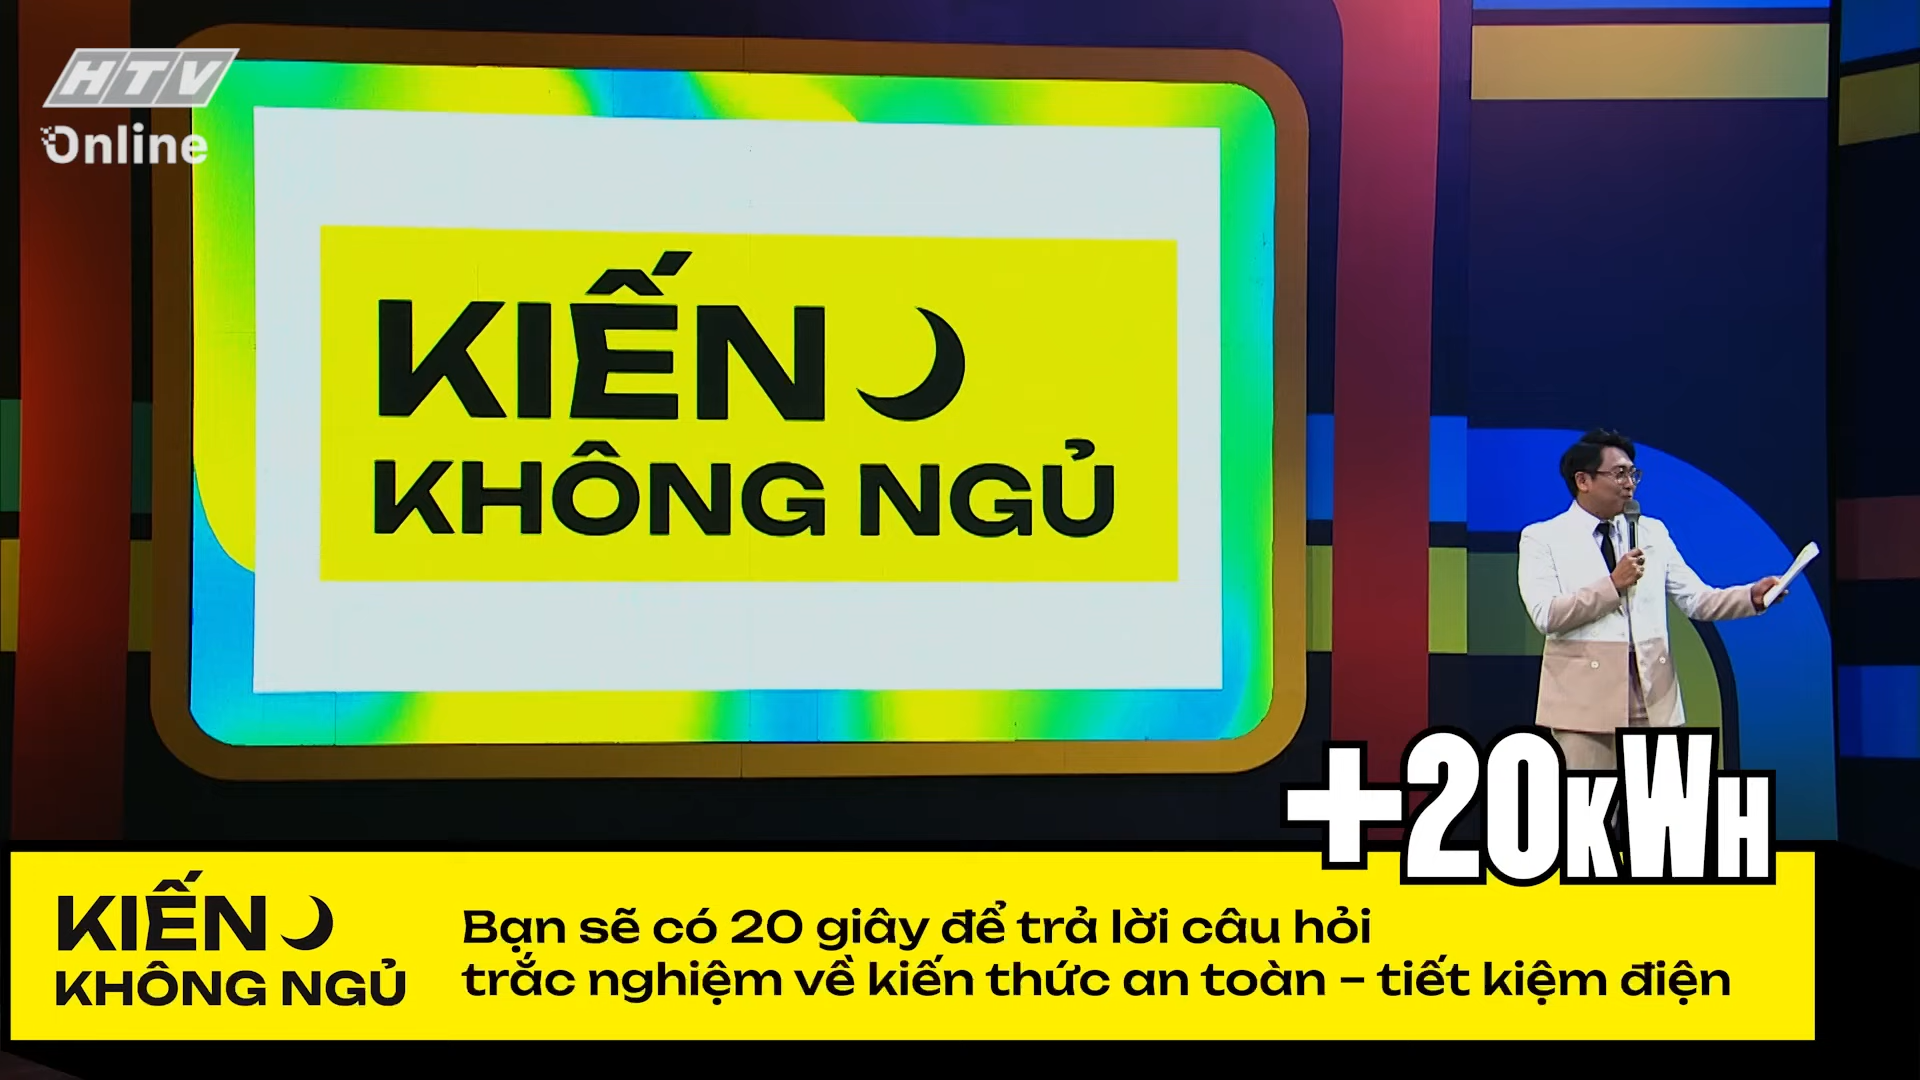 HTV
Online
KIẾN
KHÔNG NGỦ
+20KWH
KIẾN
KHÔNG NGỦ
Bạn sẽ có 20 giây để trả lời câu hỏi
trắc nghiệm về kiến thức an toàn – tiết kiệm điện